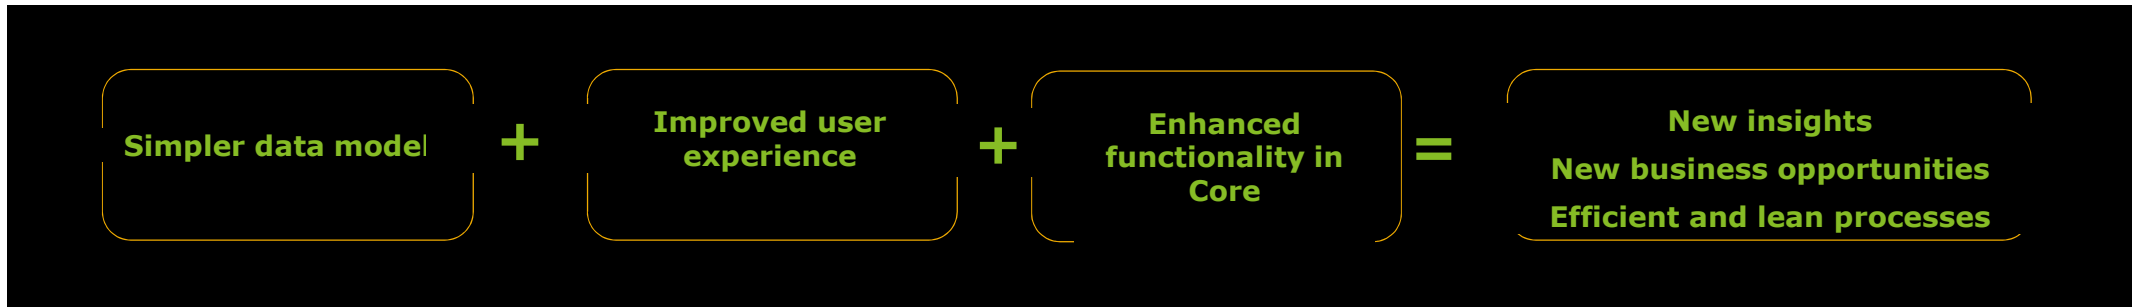 Simpler data model
+
Improved user
experience
+
Enhanced
functionality in
Core
=
New insights
New business opportunities
Efficient and lean processes